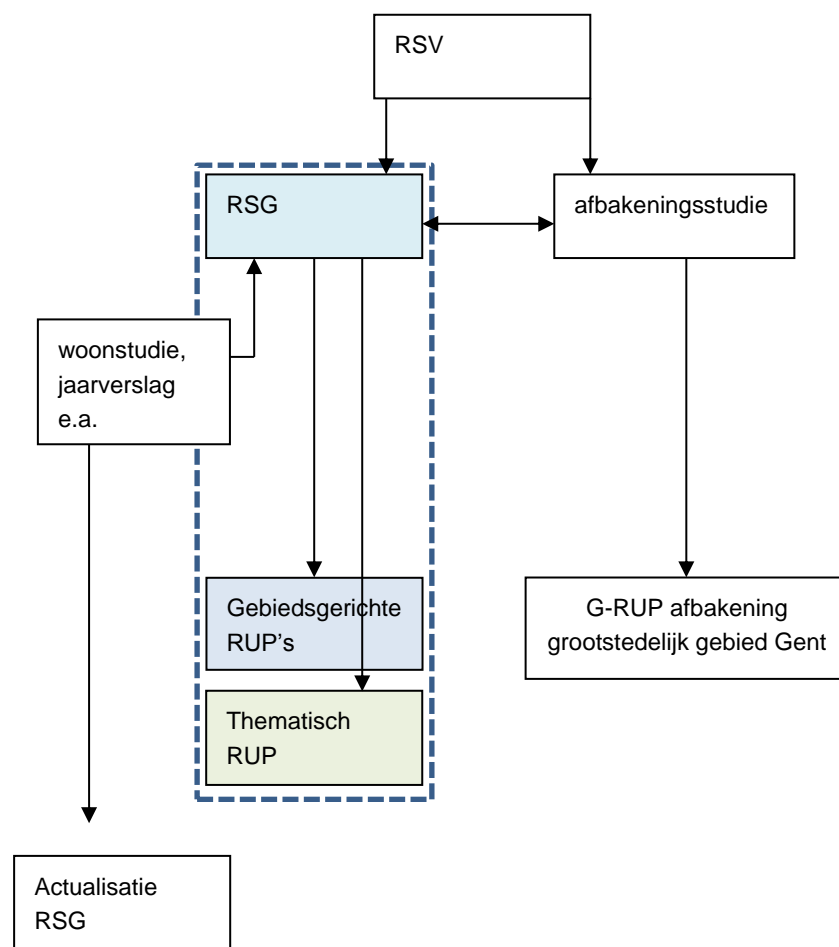 RSV
RSG
afbakeningsstudie
woonstudie,
jaarverslag
e.a.
Gebiedsgerichte
RUP’s
G-RUP afbakening
grootstedelijk gebied Gent
Thematisch
RUP
Actualisatie
RSG